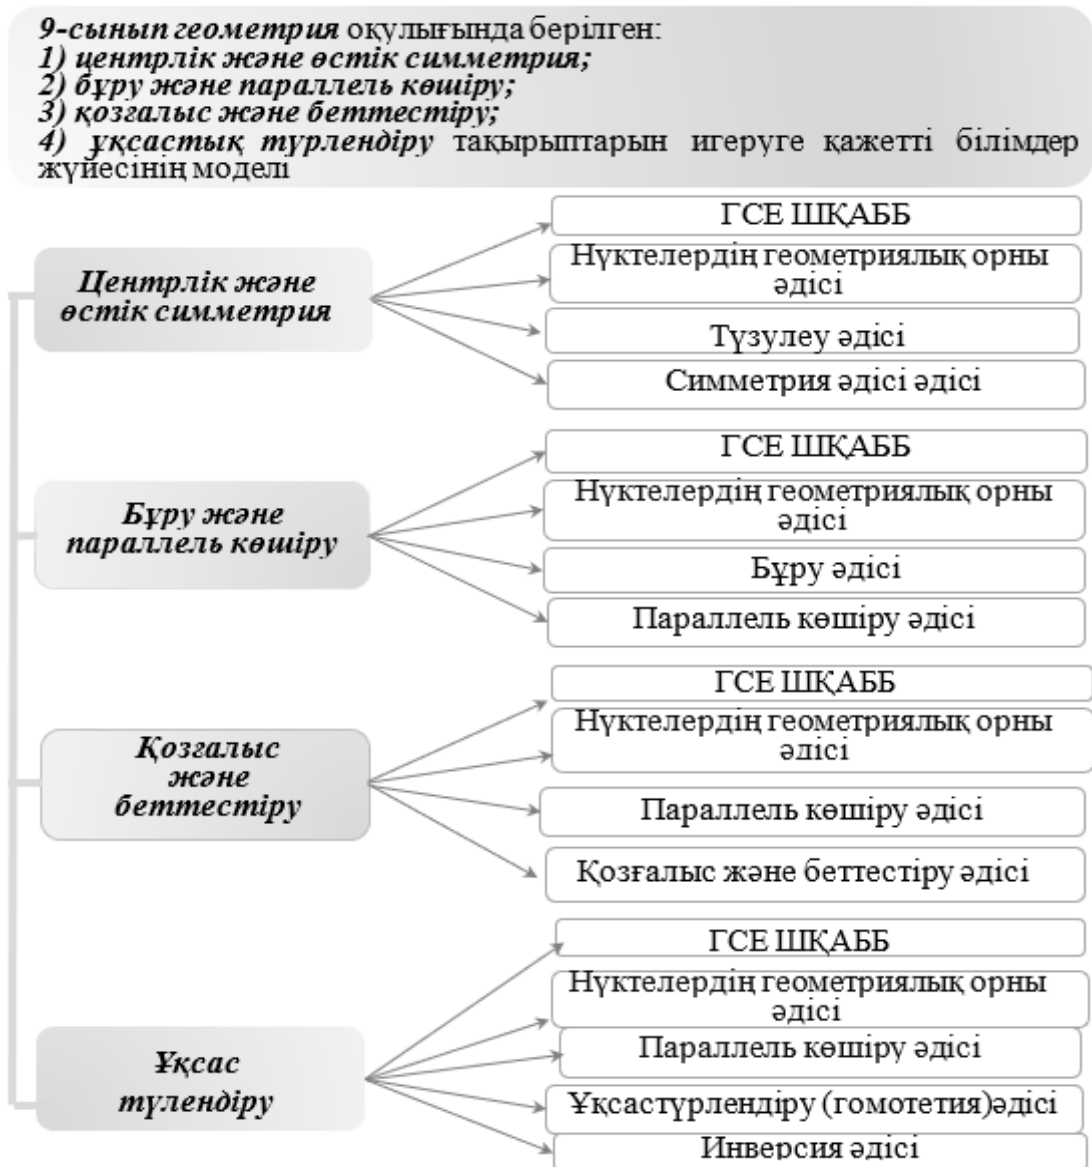 9-сынып геометрия оқулығында берілген:
1) центрлік және өстік симметрия;
2) бұру және параллель көшіру;
3) қозғалыс және беттестіру;
4) ұқсастық түрлендіру тақырыптарын игеруге қажетті білімдер
жүйесінің моделі
Центрлік және
өстік симметрия
ГСЕ ШҚАББ
Нүктелердің геометриялық орны
әдісі
Түзулеу әдісі
Симметрия әдісі әдісі
Бұру және
параллель көшіру
ГСЕ ШҚАББ
Нүктелердің геометриялық орны
әдісі
Бұру әдісі
Параллель көшіру әдісі
Қозғалыс
және
беттестіру
ГСЕ ШҚАББ
Нүктелердің геометриялық орны
әдісі
Параллель көшіру әдісі
Қозғалыс және беттестіру әдісі
Ұқсас
түлендіру
ГСЕ ШҚАББ
Нүктелердің геометриялық орны
әдісі
Параллель көшіру әдісі
Ұқсастүрлендіру (гомотетия)әдісі
Инверсия әдісі